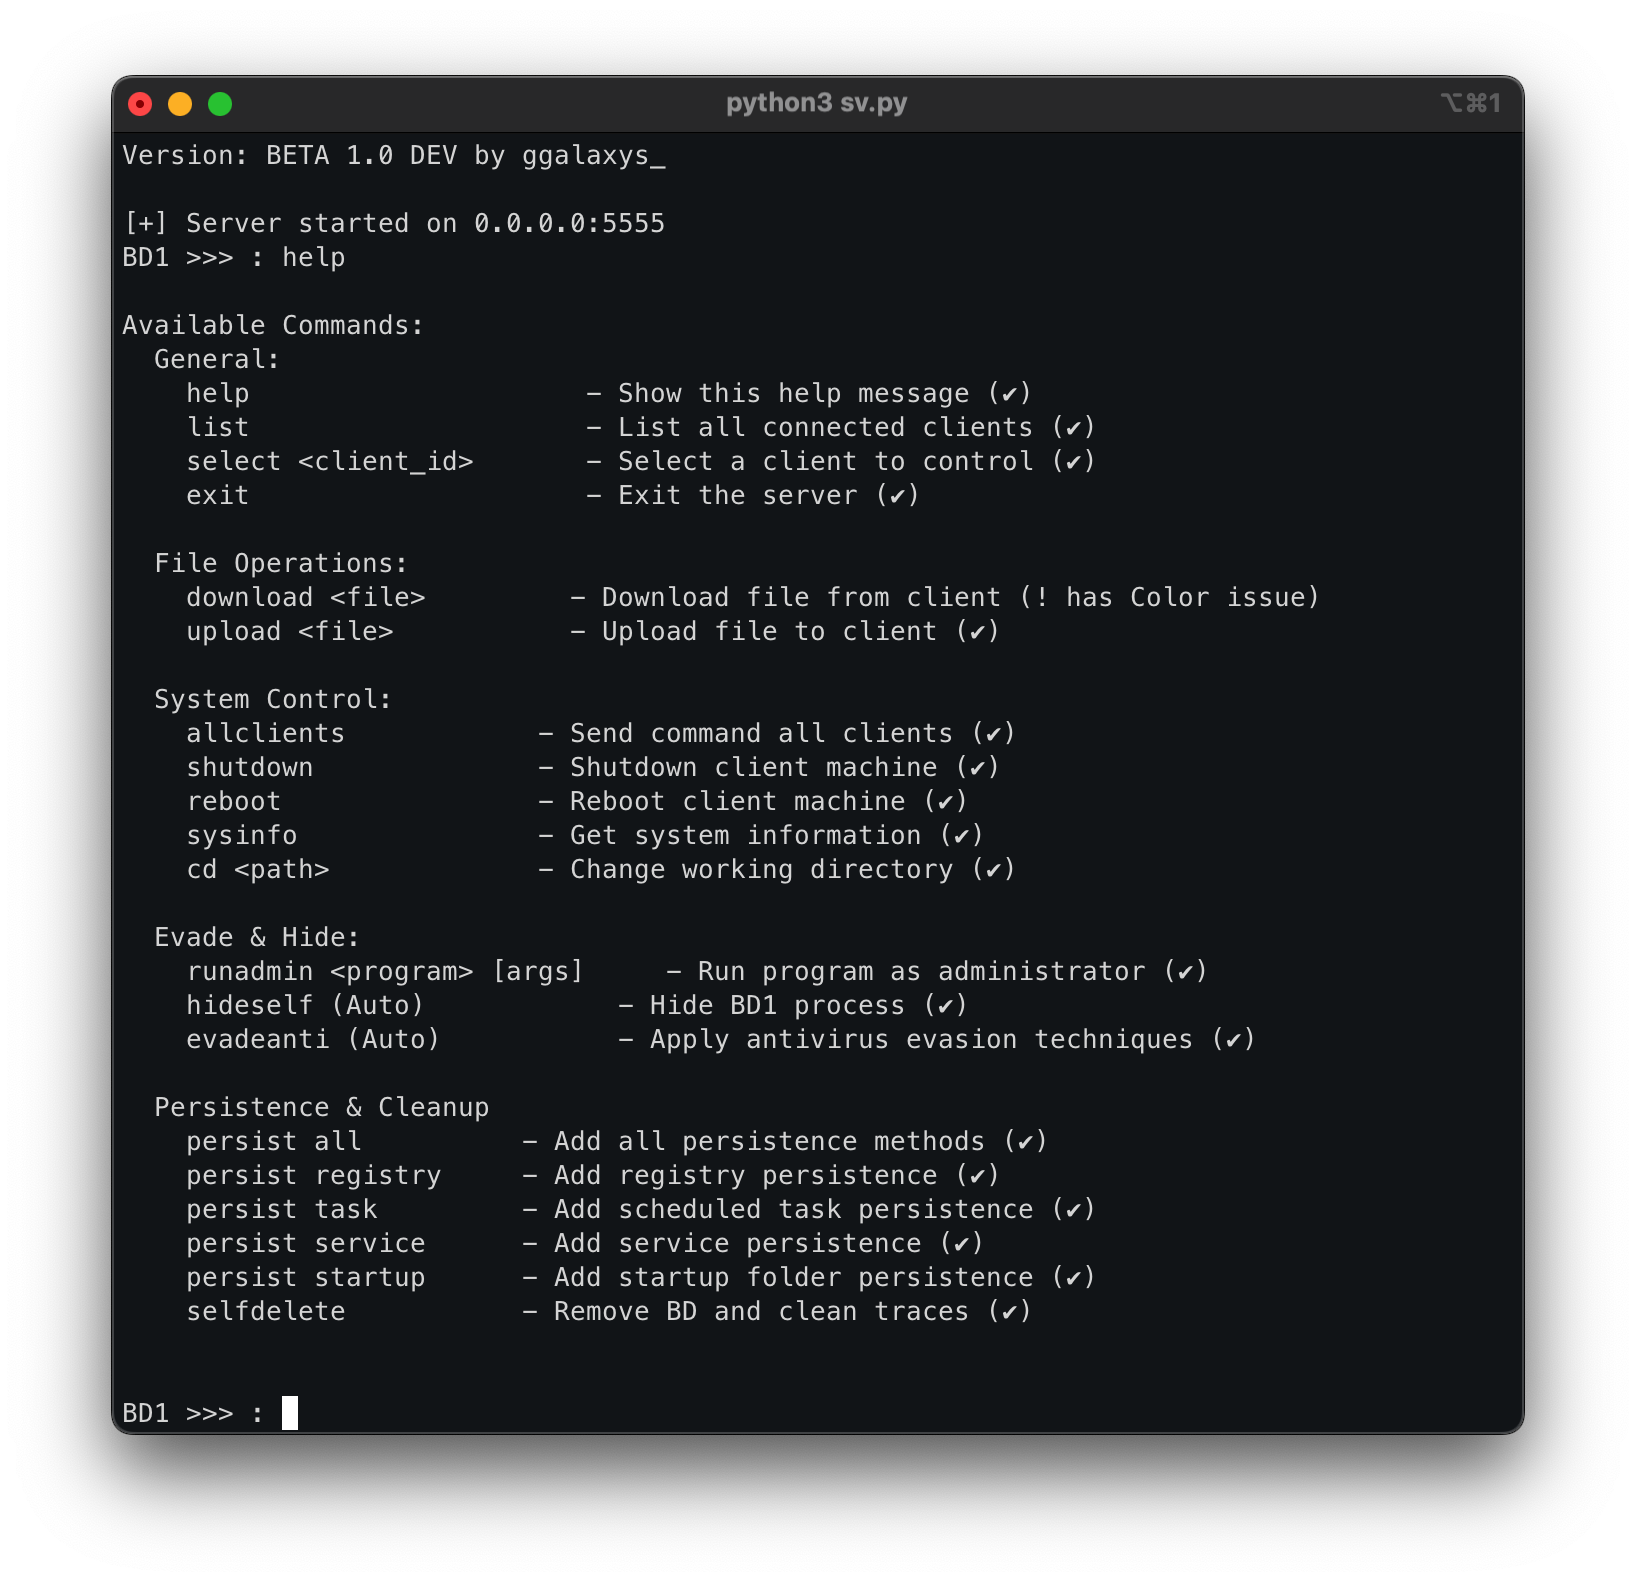 python3 sv.py
⌥⌘1
Version: BETA 1.0 DEV by ggalaxys_
[+] Server started on 0.0.0.0:5555
BD1 >>> : help
Available Commands:
General:
help – Show this help message (✔)
list – List all connected clients (✔)
select <client_id> – Select a client to control (✔)
exit – Exit the server (✔)
File Operations:
download <file> – Download file from client (! has Color issue)
upload <file> – Upload file to client (✔)
System Control:
allclients – Send command all clients (✔)
shutdown – Shutdown client machine (✔)
reboot – Reboot client machine (✔)
sysinfo – Get system information (✔)
cd <path> – Change working directory (✔)
Evade & Hide:
runadmin <program> [args] – Run program as administrator (✔)
hideself (Auto) – Hide BD1 process (✔)
evadeanti (Auto) – Apply antivirus evasion techniques (✔)
Persistence & Cleanup
persist all – Add all persistence methods (✔)
persist registry – Add registry persistence (✔)
persist task – Add scheduled task persistence (✔)
persist service – Add service persistence (✔)
persist startup – Add startup folder persistence (✔)
selfdelete – Remove BD and clean traces (✔)
BD1 >>> :